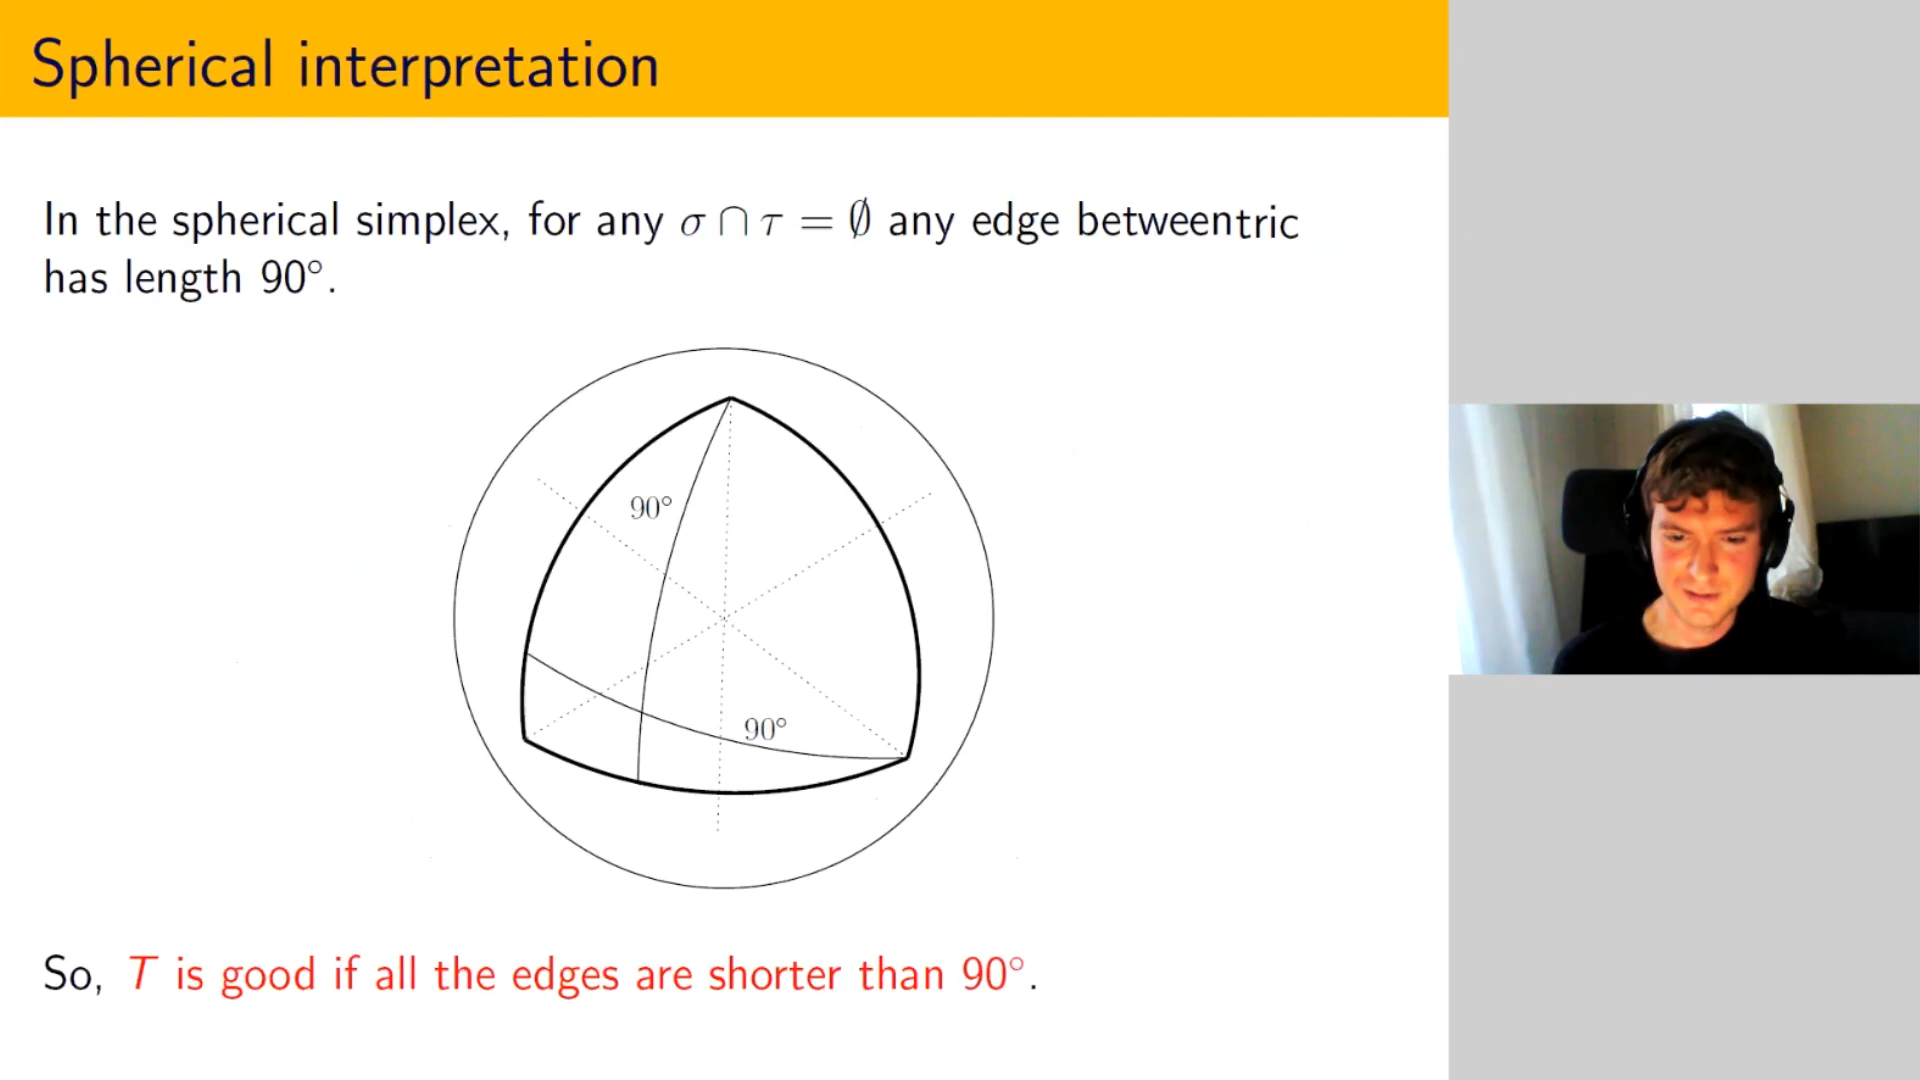 Spherical interpretation
In the spherical simplex, for any σ ∩ τ = ∅ any edge betweentric
has length 90°.
90°
90°
So, T is good if all the edges are shorter than 90°.